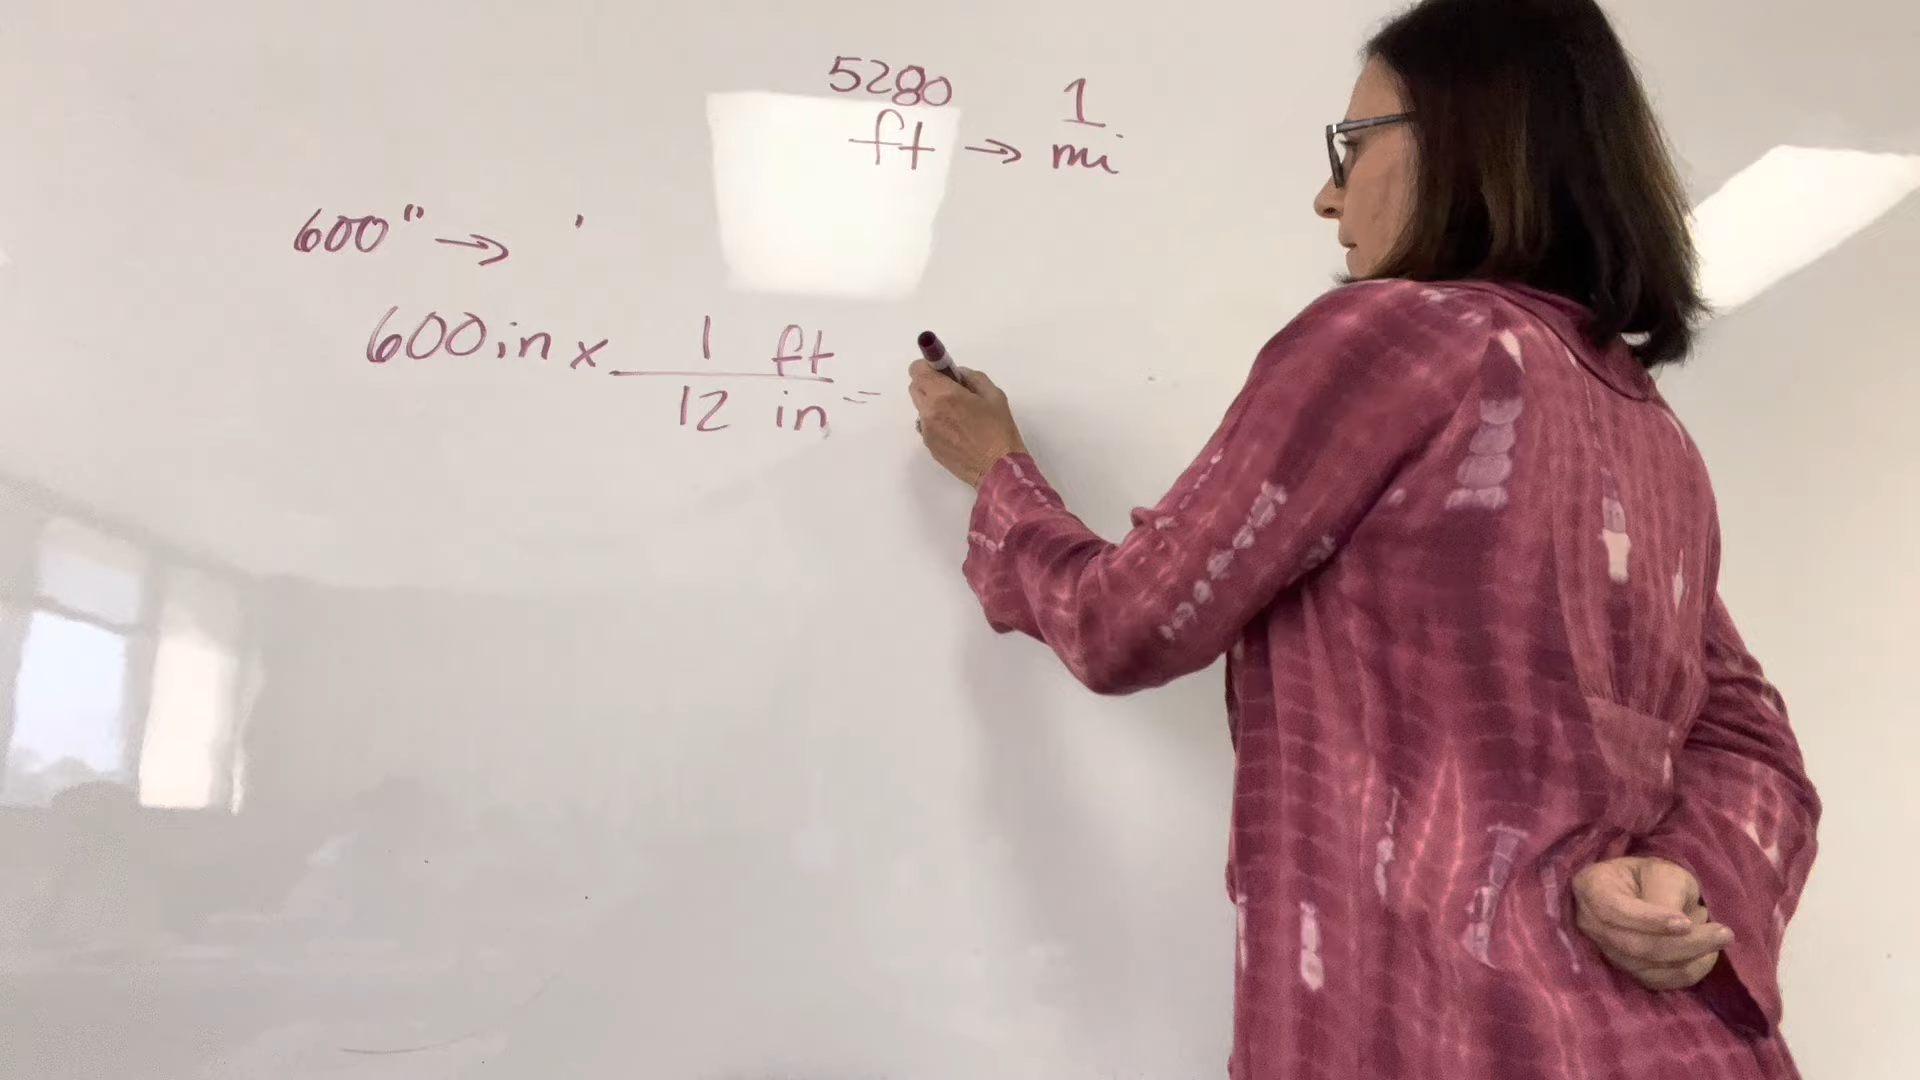 5280 1
ft → mi
600" → '
600 in x 1 ft
12 in =